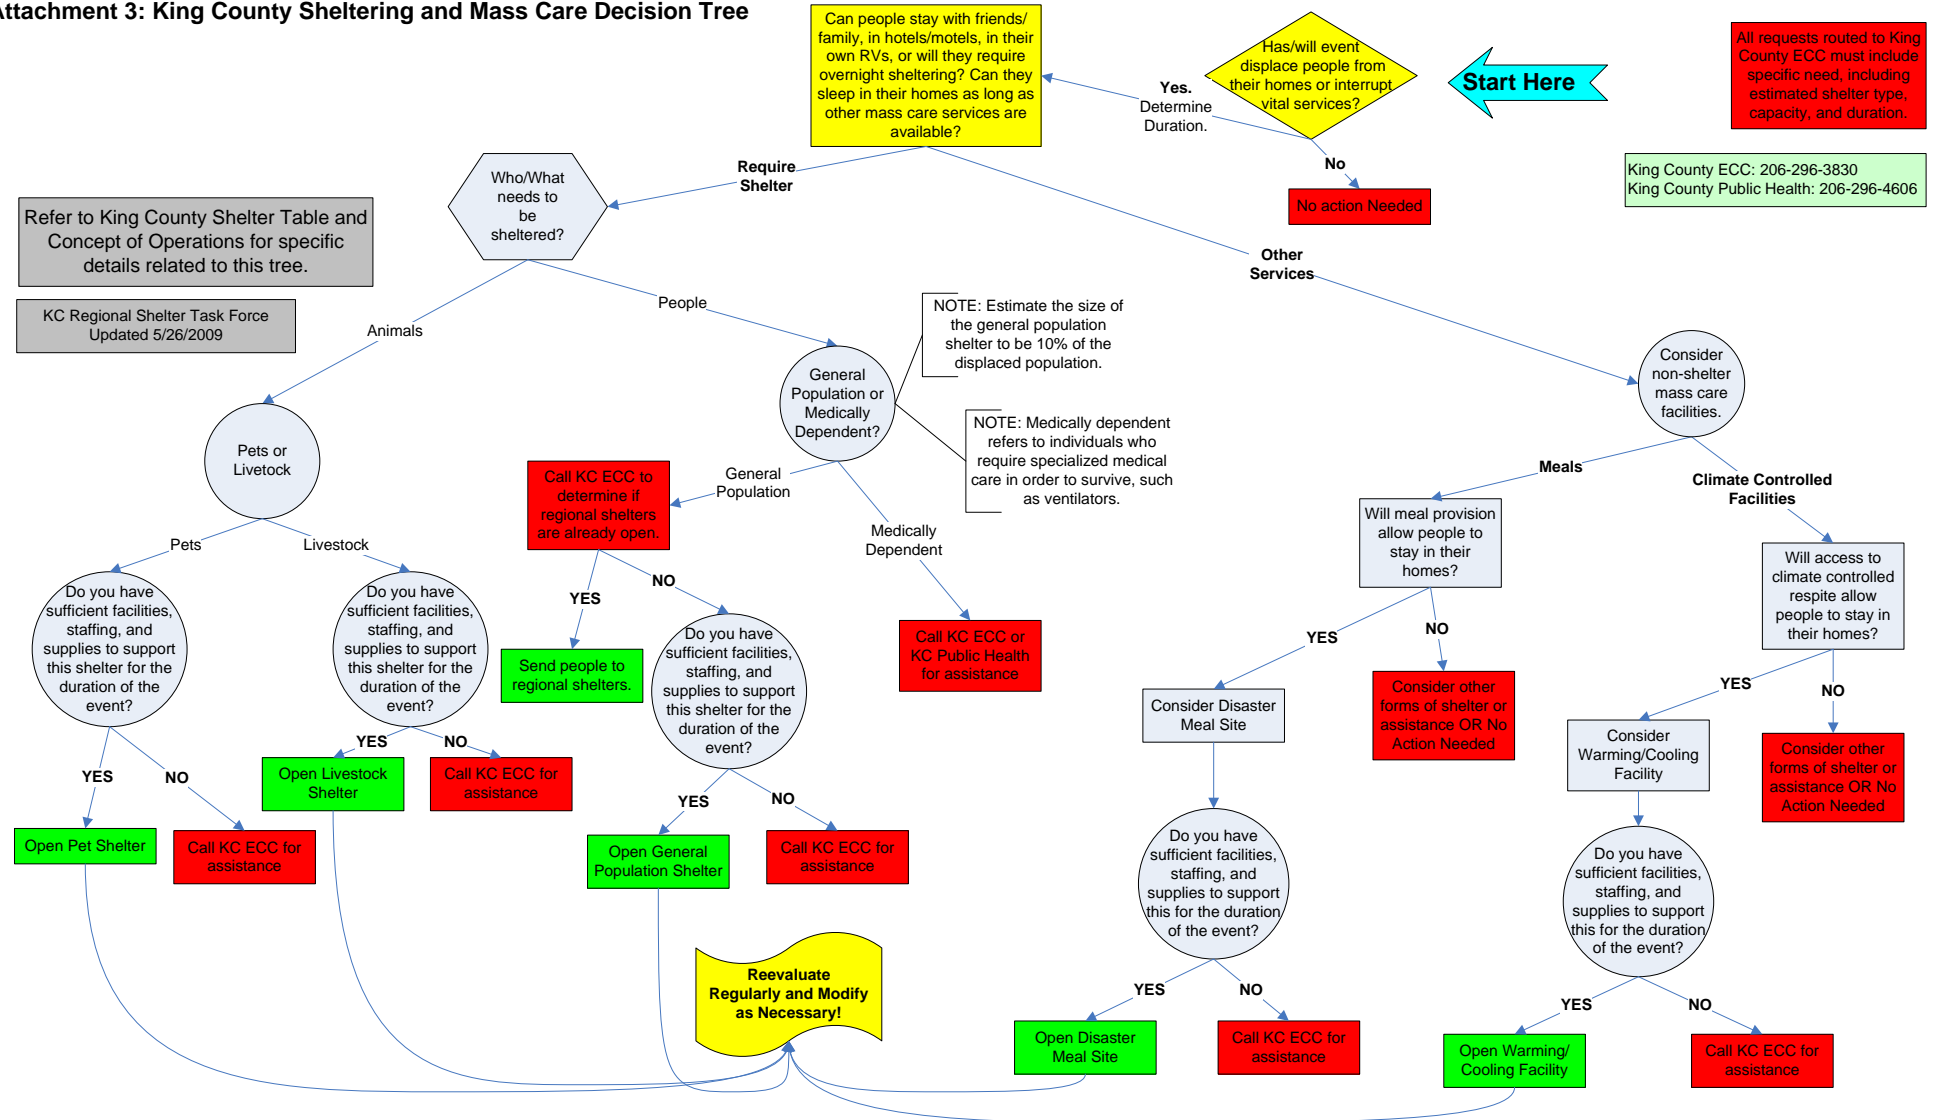 Attachment 3: King County Sheltering and Mass Care Decision Tree
Can people stay with friends/
family, in hotels/motels, in their
own RVs, or will they require
overnight sheltering? Can they
sleep in their homes as long as
other mass care services are
available?
Has/will event
displace people from
their homes or interrupt
vital services?
Start Here
All requests routed to King
County ECC must include
specific need, including
estimated shelter type,
capacity, and duration.
Yes.
Determine
Duration.
No
No action Needed
King County ECC: 206-296-3830
King County Public Health: 206-296-4606
Require
Shelter
Who/What
needs to
be
sheltered?
Other
Services
Refer to King County Shelter Table and
Concept of Operations for specific
details related to this tree.
KC Regional Shelter Task Force
Updated 5/26/2009
Animals
People
NOTE: Estimate the size of
the general population
shelter to be 10% of the
displaced population.
General
Population or
Medically
Dependent?
NOTE: Medically dependent
refers to individuals who
require specialized medical
care in order to survive, such
as ventilators.
Consider
non-shelter
mass care
facilities.
Pets or
Livetock
Call KC ECC to
determine if
regional shelters
are already open.
General
Population
Medically
Dependent
Meals
Climate Controlled
Facilities
Will meal provision
allow people to
stay in their
homes?
Will access to
climate controlled
respite allow
people to stay in
their homes?
Pets
Livestock
Do you have
sufficient facilities,
staffing, and
supplies to support
this shelter for the
duration of the
event?
Do you have
sufficient facilities,
staffing, and
supplies to support
this shelter for the
duration of the
event?
YES
NO
Send people to
regional shelters.
Do you have
sufficient facilities,
staffing, and
supplies to support
this shelter for the
duration of the
event?
Call KC ECC or
KC Public Health
for assistance
YES
NO
Consider Disaster
Meal Site
Consider other
forms of shelter or
assistance OR No
Action Needed
YES
NO
Consider
Warming/Cooling
Facility
Consider other
forms of shelter or
assistance OR No
Action Needed
YES
NO
Open Pet Shelter
Call KC ECC for
assistance
YES
NO
Open Livestock
Shelter
Call KC ECC for
assistance
YES
NO
Open General
Population Shelter
Call KC ECC for
assistance
Do you have
sufficient facilities,
staffing, and
supplies to support
this for the duration
of the event?
Do you have
sufficient facilities,
staffing, and
supplies to support
this for the duration
of the event?
Reevaluate
Regularly and Modify
as Necessary!
YES
NO
Open Disaster
Meal Site
Call KC ECC for
assistance
YES
NO
Open Warming/
Cooling Facility
Call KC ECC for
assistance